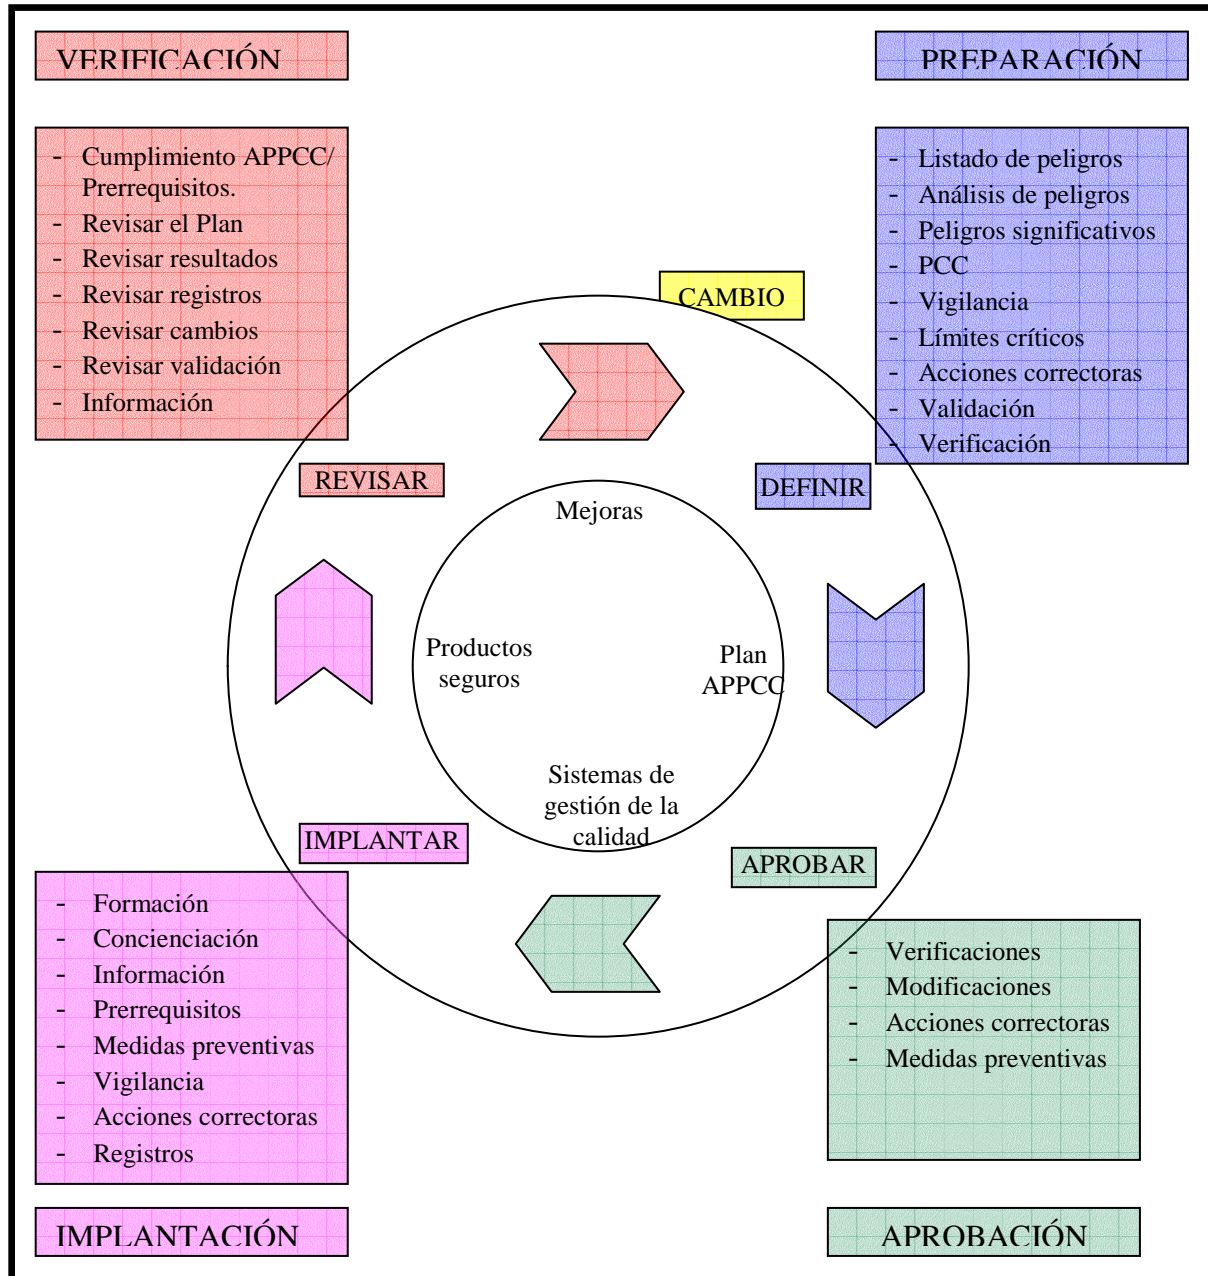 VERIFICACIÓN
PREPARACIÓN
- Cumplimiento APPCC/
Prerrequisitos.
- Revisar el Plan
- Revisar resultados
- Revisar registros
- Revisar cambios
- Revisar validación
- Información
- Listado de peligros
- Análisis de peligros
- Peligros significativos
- PCC
- Vigilancia
- Límites críticos
- Acciones correctoras
- Validación
- Verificación
CAMBIO
REVISAR
DEFINIR
Mejoras
Productos
seguros
Plan
APPCC
Sistemas de
gestión de la
calidad
IMPLANTAR
APROBAR
- Formación
- Concienciación
- Información
- Prerrequisitos
- Medidas preventivas
- Vigilancia
- Acciones correctoras
- Registros
- Verificaciones
- Modificaciones
- Acciones correctoras
- Medidas preventivas
IMPLANTACIÓN
APROBACIÓN